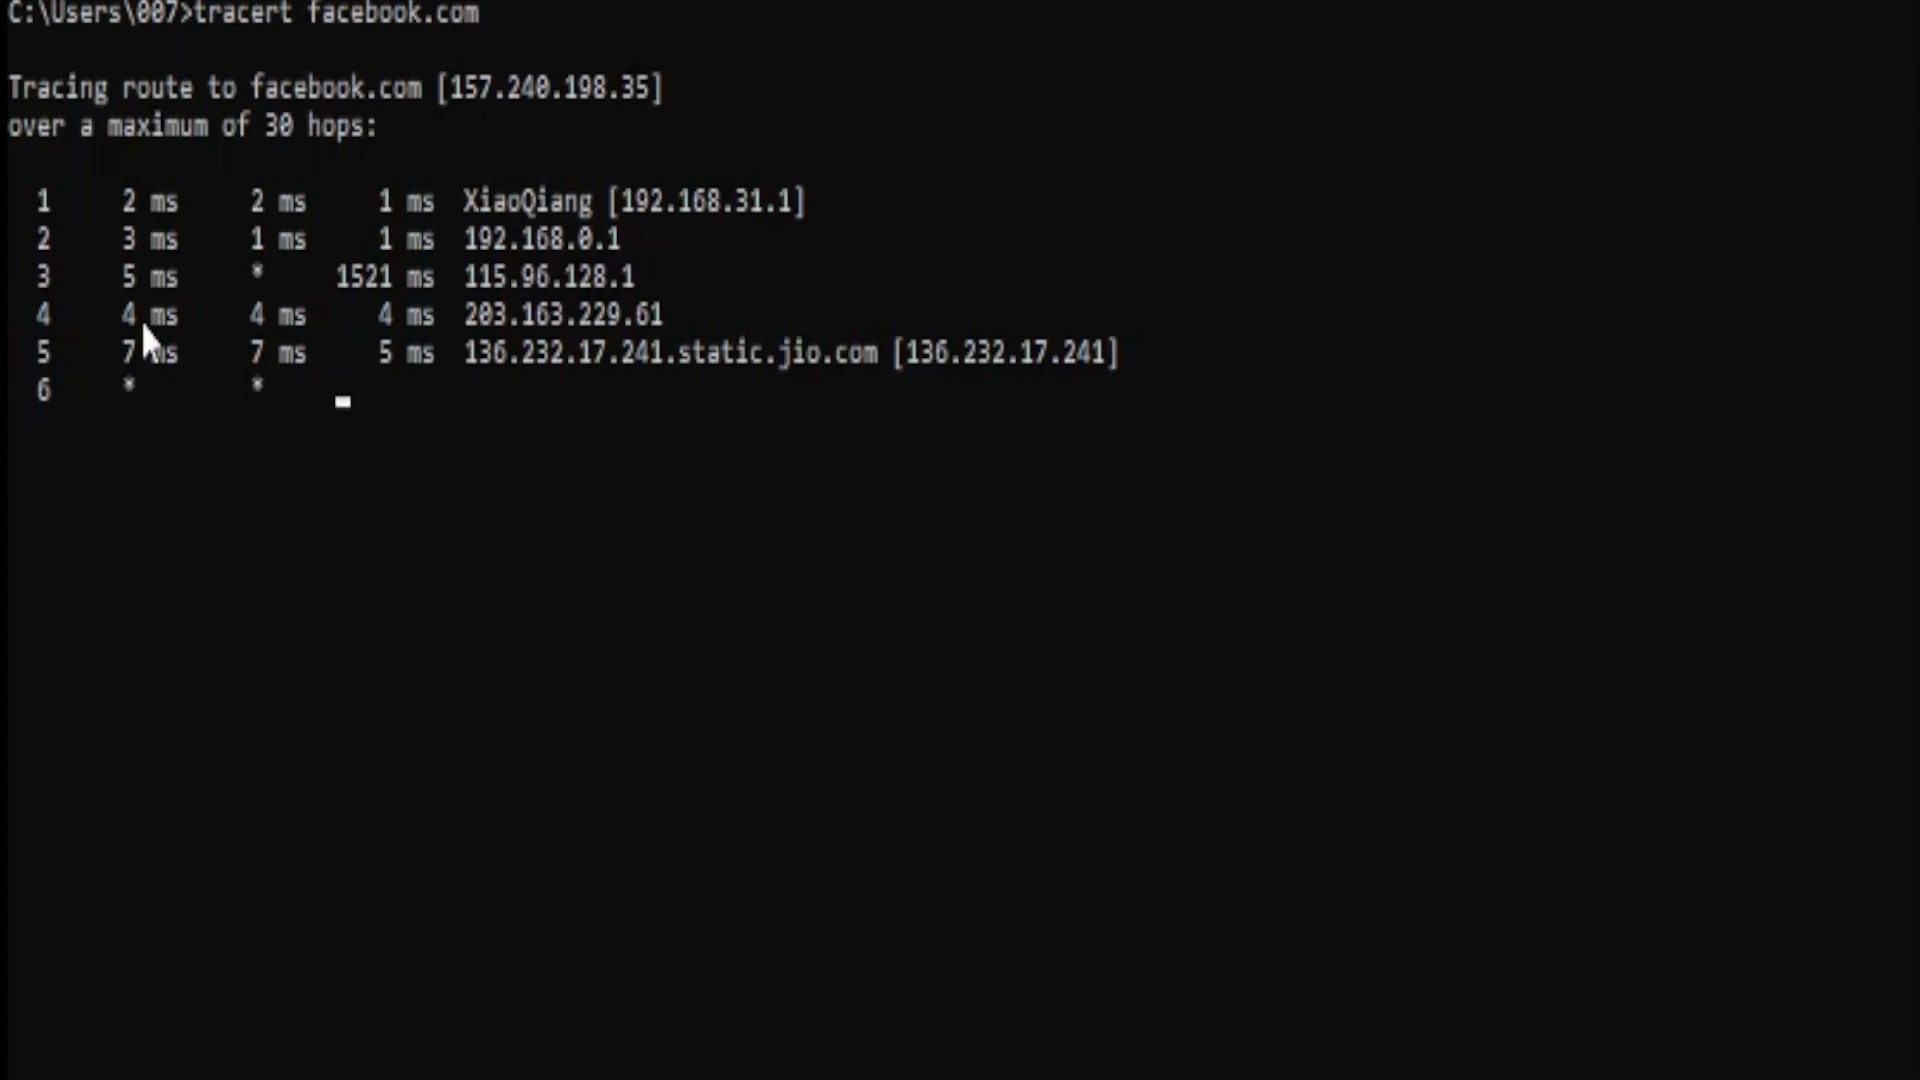 C:\Users\007>tracert facebook.com
Tracing route to facebook.com [157.240.198.35]
over a maximum of 30 hops:
1 2 ms 2 ms 1 ms XiaoQiang [192.168.31.1]
2 3 ms 1 ms 1 ms 192.168.0.1
3 5 ms * 1521 ms 115.96.128.1
4 4 ms 4 ms 4 ms 203.163.229.61
5 7 ms 7 ms 5 ms 136.232.17.241.static.jio.com [136.232.17.241]
6 * *